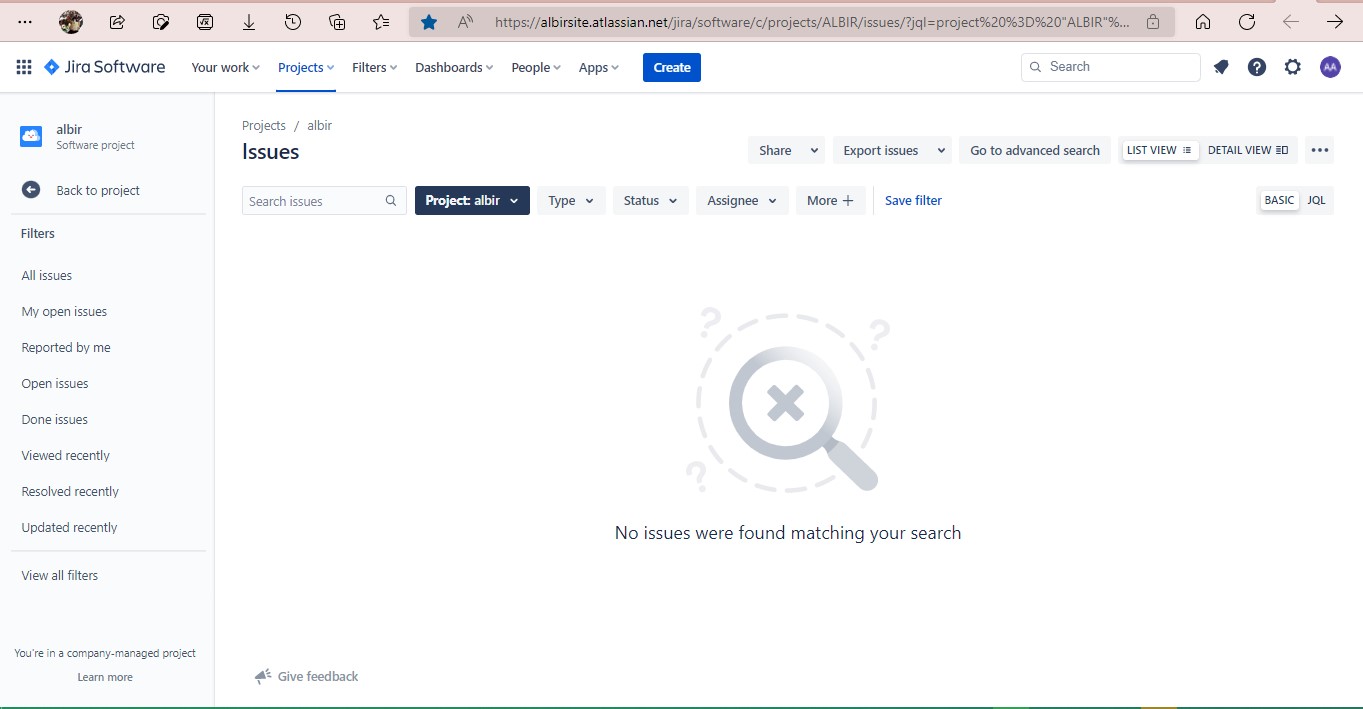 https://albirsite.atlassian.net/jira/software/c/projects/ALBIR/issues/?jql=project%20%3D%20"ALBIR"%...
Jira Software Your work Projects Filters Dashboards People Apps Create Search AA
albir
Software project
Back to project
Filters
All issues
My open issues
Reported by me
Open issues
Done issues
Viewed recently
Resolved recently
Updated recently
View all filters
You're in a company-managed project
Learn more
Projects / albir
Issues
Share Export issues Go to advanced search LIST VIEW DETAIL VIEW
Search issues Project: albir Type Status Assignee More + Save filter BASIC JQL
No issues were found matching your search
Give feedback